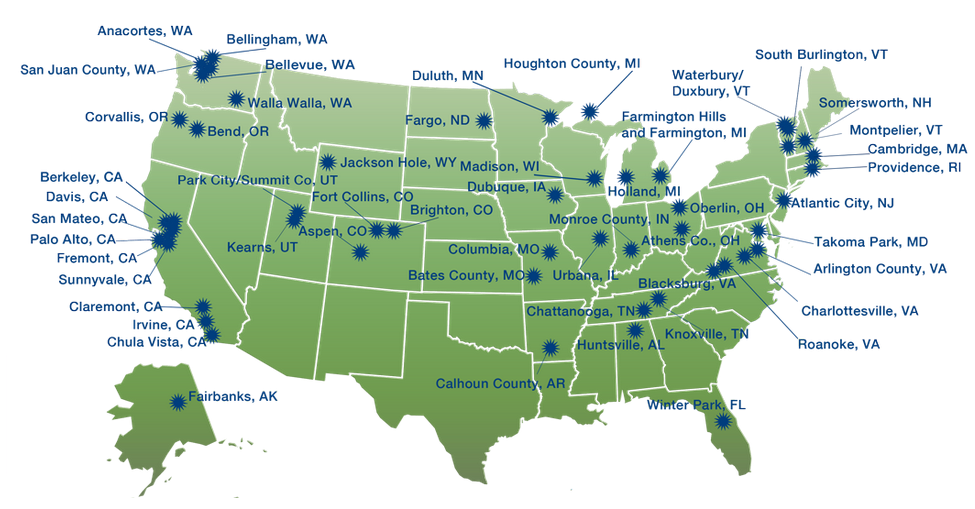 Anacortes, WA
Bellingham, WA
San Juan County, WA
Bellevue, WA
Walla Walla, WA
Corvallis, OR
Bend, OR
Duluth, MN
Houghton County, MI
Fargo, ND
Farmington Hills
and Farmington, MI
South Burlington, VT
Waterbury/
Duxbury, VT
Somersworth, NH
Montpelier, VT
Cambridge, MA
Providence, RI
Jackson Hole, WY
Madison, WI
Dubuque, IA
Holland, MI
Park City/Summit Co, UT
Fort Collins, CO
Brighton, CO
Berkeley, CA
Davis, CA
San Mateo, CA
Palo Alto, CA
Fremont, CA
Sunnyvale, CA
Kearns, UT
Aspen, CO
Columbia, MO
Bates County, MO
Monroe County, IN
Urbana, IL
Oberlin, OH
Athens Co., OH
Atlantic City, NJ
Takoma Park, MD
Arlington County, VA
Blacksburg, VA
Charlottesville, VA
Roanoke, VA
Claremont, CA
Irvine, CA
Chula Vista, CA
Chattanooga, TN
Knoxville, TN
Huntsville, AL
Calhoun County, AR
Fairbanks, AK
Winter Park, FL